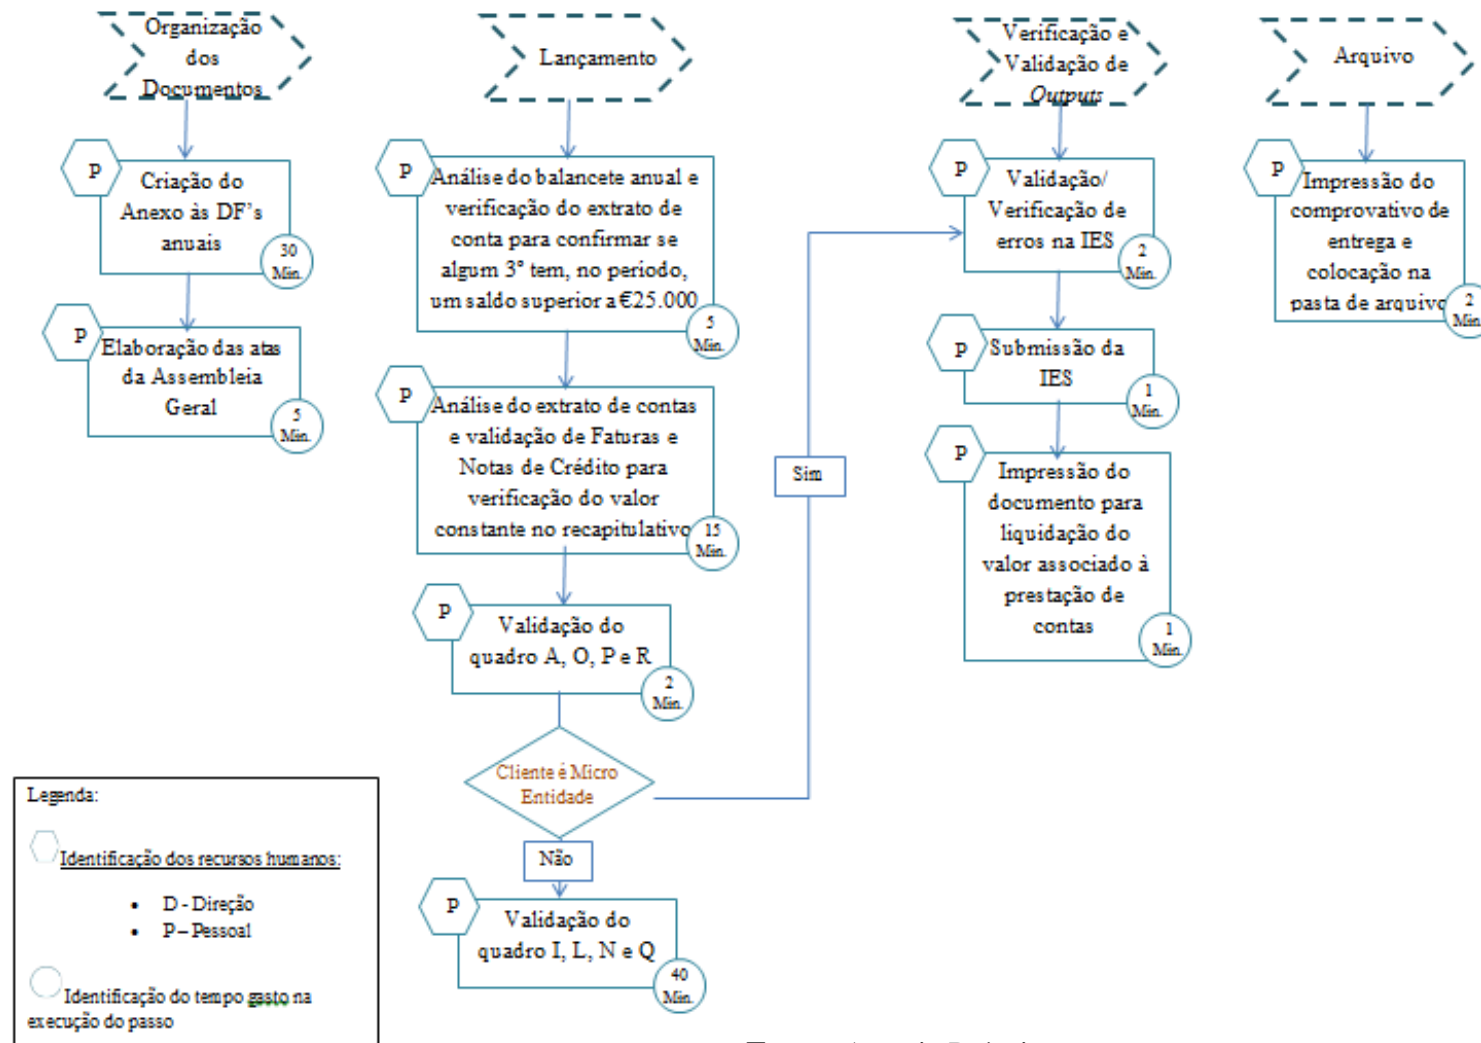 Organização
dos
Documentos
P
Criação do
Anexo às DF's
anuais
30
Min.
P
Elaboração das atas
da Assembleia
Geral
5
Min.
Lançamento
P
Análise do balancete anual e
verificação do extrato de
conta para confirmar se
algum 3º tem, no período,
um saldo superior a €25.000
5
Min.
P
Análise do extrato de contas
e validação de Faturas e
Notas de Crédito para
verificação do valor
constante no recapitulativo
15
Min.
P
Validação do
quadro A, O, P e R
2
Min.
Cliente é Micro
Entidade
Sim
Não
P
Validação do
quadro I, L, N e Q
40
Min.
Verificação e
Validação de
Outputs
P
Validação/
Verificação de
erros na IES
2
Min.
P
Submissão da
IES
1
Min.
P
Impressão do
documento para
liquidação do
valor associado à
prestação de
contas
1
Min.
Arquivo
P
Impressão do
comprovativo de
entrega e
colocação na
pasta de arquivo
2
Min
Legenda:
Identificação dos recursos humanos:
• D - Direção
• P – Pessoal
Identificação do tempo gasto na
execução do passo